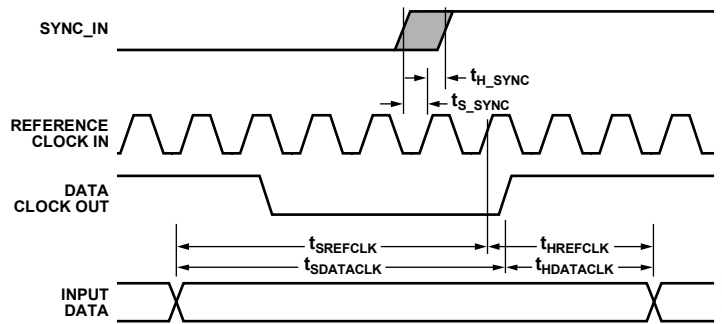 SYNC_IN
tH_SYNC
tS_SYNC
REFERENCE
CLOCK IN
DATA
CLOCK OUT
tSREFCLK
tHREFCLK
tSDATACLK
tHDATACLK
INPUT
DATA